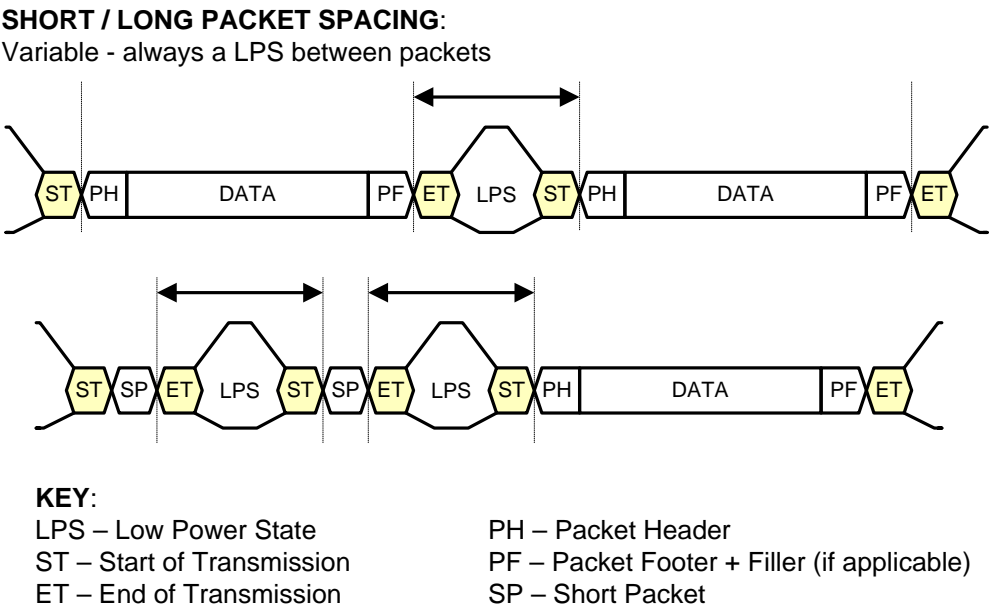 SHORT / LONG PACKET SPACING:
Variable - always a LPS between packets
ST PH DATA PF ET LPS ST PH DATA PF ET
ST SP ET LPS ST SP ET LPS ST PH DATA PF ET
KEY:
LPS – Low Power State
ST – Start of Transmission
ET – End of Transmission
PH – Packet Header
PF – Packet Footer + Filler (if applicable)
SP – Short Packet